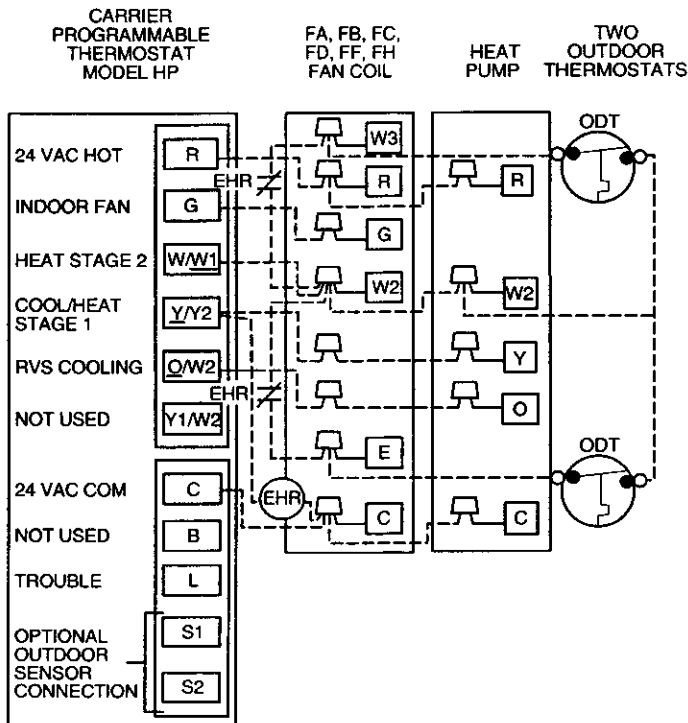 CARRIER
PROGRAMMABLE
THERMOSTAT
MODEL HP
FA, FB, FC,
FD, FF, FH
FAN COIL
HEAT
PUMP
TWO
OUTDOOR
THERMOSTATS
24 VAC HOT
R
INDOOR FAN
G
HEAT STAGE 2
W/W1
COOL/HEAT
STAGE 1
Y/Y2
RVS COOLING
O/W2
NOT USED
Y1/W2
24 VAC COM
C
NOT USED
B
TROUBLE
L
OPTIONAL
OUTDOOR
SENSOR
CONNECTION
S1
S2
EHR
EHR
EHR
W3
R
G
W2
E
C
R
W2
Y
O
C
ODT
ODT